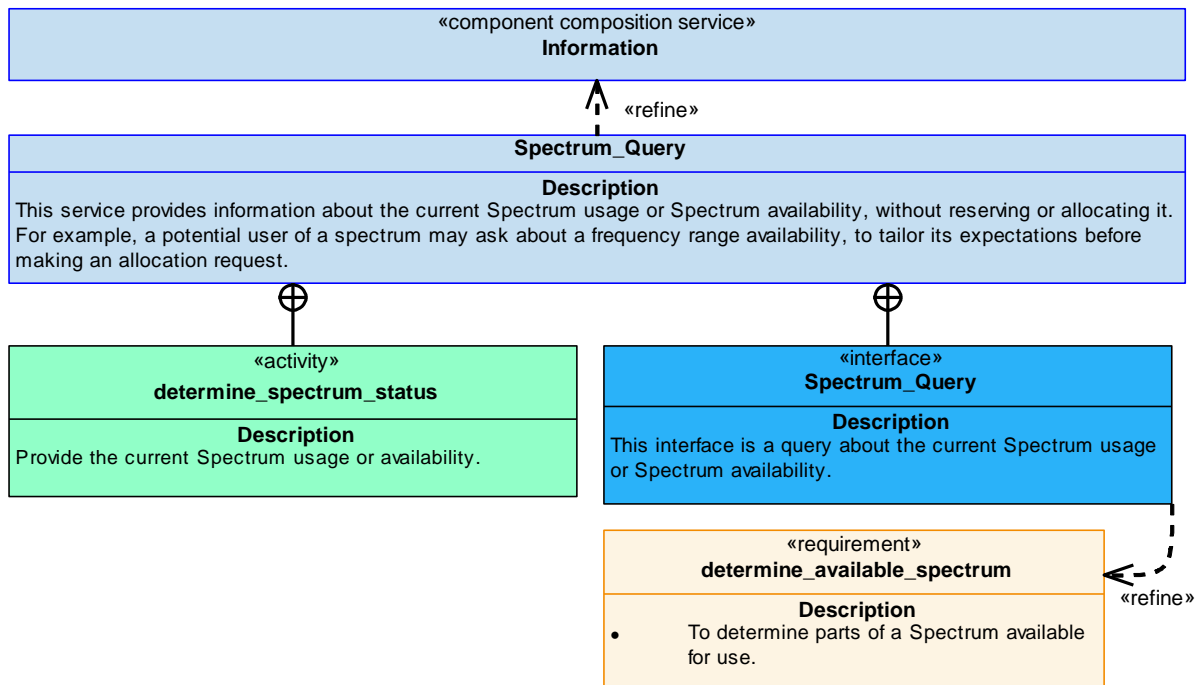 «component composition service»
Information
«refine»
Spectrum_Query
Description
This service provides information about the current Spectrum usage or Spectrum availability, without reserving or allocating it.
For example, a potential user of a spectrum may ask about a frequency range availability, to tailor its expectations before
making an allocation request.
«activity»
determine_spectrum_status
Description
Provide the current Spectrum usage or availability.
«interface»
Spectrum_Query
Description
This interface is a query about the current Spectrum usage
or Spectrum availability.
«requirement»
determine_available_spectrum
«refine»
Description
• To determine parts of a Spectrum available
for use.